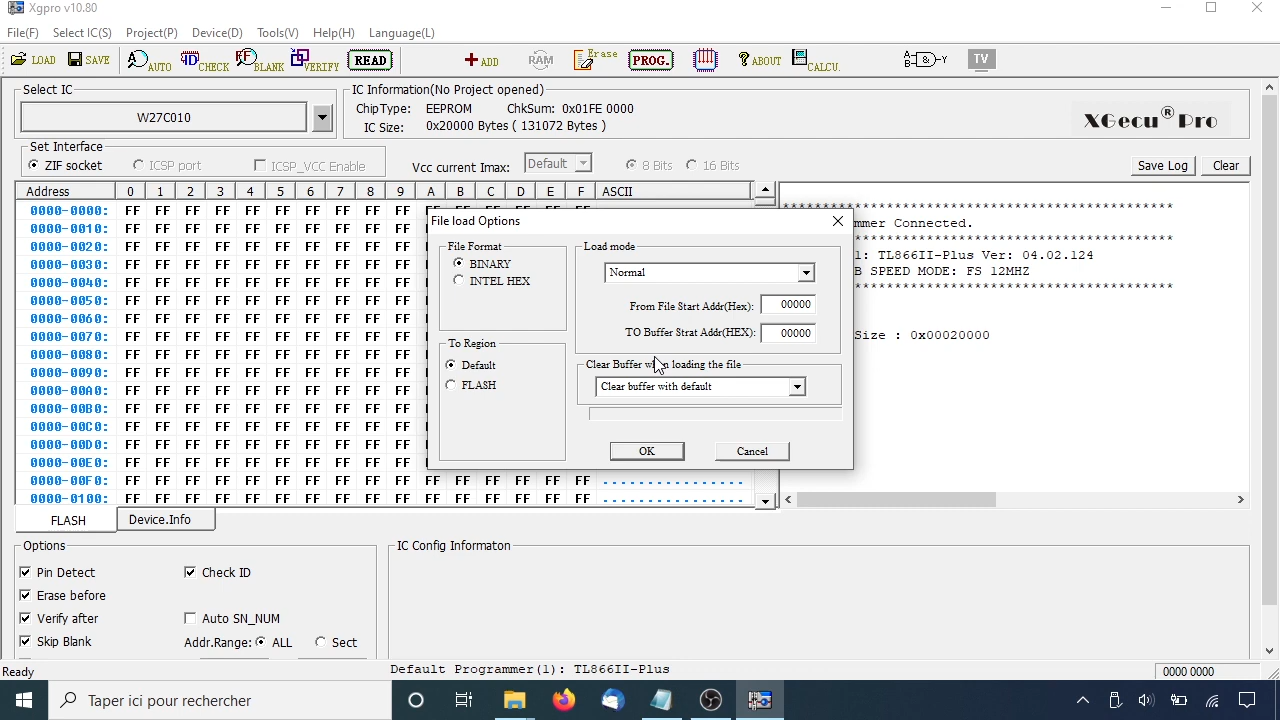 Xgpro v10.80
File(F) Select IC(S) Project(P) Device(D) Tools(V) Help(H) Language(L)
LOAD SAVE AUTO CHECK BLANK VERIFY READ ADD RAM Erase PROG. ABOUT CALCU. & Y TV
Select IC
W27C010
IC Information(No Project opened)
ChipType: EEPROM ChkSum: 0x01FE 0000
IC Size: 0x20000 Bytes ( 131072 Bytes )
XGecu® Pro
Set Interface
ZIF socket ICSP port ICSP_VCC Enable
Vcc current Imax: Default 8 Bits 16 Bits
Save Log Clear
Address 0 1 2 3 4 5 6 7 8 9 A B C D E F ASCII
0000-0000: FF FF FF FF FF FF FF FF FF FF FF FF FF FF FF FF
0000-0010: FF FF FF FF FF FF FF FF FF FF
0000-0020: FF FF FF FF FF FF FF FF FF FF
0000-0030: FF FF FF FF FF FF FF FF FF FF
0000-0040: FF FF FF FF FF FF FF FF FF FF
0000-0050: FF FF FF FF FF FF FF FF FF FF
0000-0060: FF FF FF FF FF FF FF FF FF FF
0000-0070: FF FF FF FF FF FF FF FF FF FF
0000-0080: FF FF FF FF FF FF FF FF FF FF
0000-0090: FF FF FF FF FF FF FF FF FF FF
0000-00A0: FF FF FF FF FF FF FF FF FF FF
0000-00B0: FF FF FF FF FF FF FF FF FF FF
0000-00C0: FF FF FF FF FF FF FF FF FF FF
0000-00D0: FF FF FF FF FF FF FF FF FF FF
0000-00E0: FF FF FF FF FF FF FF FF FF FF
0000-00F0: FF FF FF FF FF FF FF FF FF FF FF FF FF FF FF FF ................
0000-0100: FF FF FF FF FF FF FF FF FF FF FF FF FF FF FF FF ................
*****************************************
mmer Connected.
*****************************************
1: TL866II-Plus Ver: 04.02.124
B SPEED MODE: FS 12MHZ
*****************************************
Size : 0x00020000
File load Options
File Format
BINARY
INTEL HEX
To Region
Default
FLASH
Load mode
Normal
From File Start Addr(Hex): 00000
TO Buffer Strat Addr(HEX): 00000
Clear Buffer when loading the file
Clear buffer with default
OK Cancel
FLASH Device.Info
Options
Pin Detect Check ID
Erase before
Verify after Auto SN_NUM
Skip Blank Addr.Range: ALL Sect
IC Config Informaton
Ready Default Programmer(1): TL866II-Plus 0000 0000
Taper ici pour rechercher